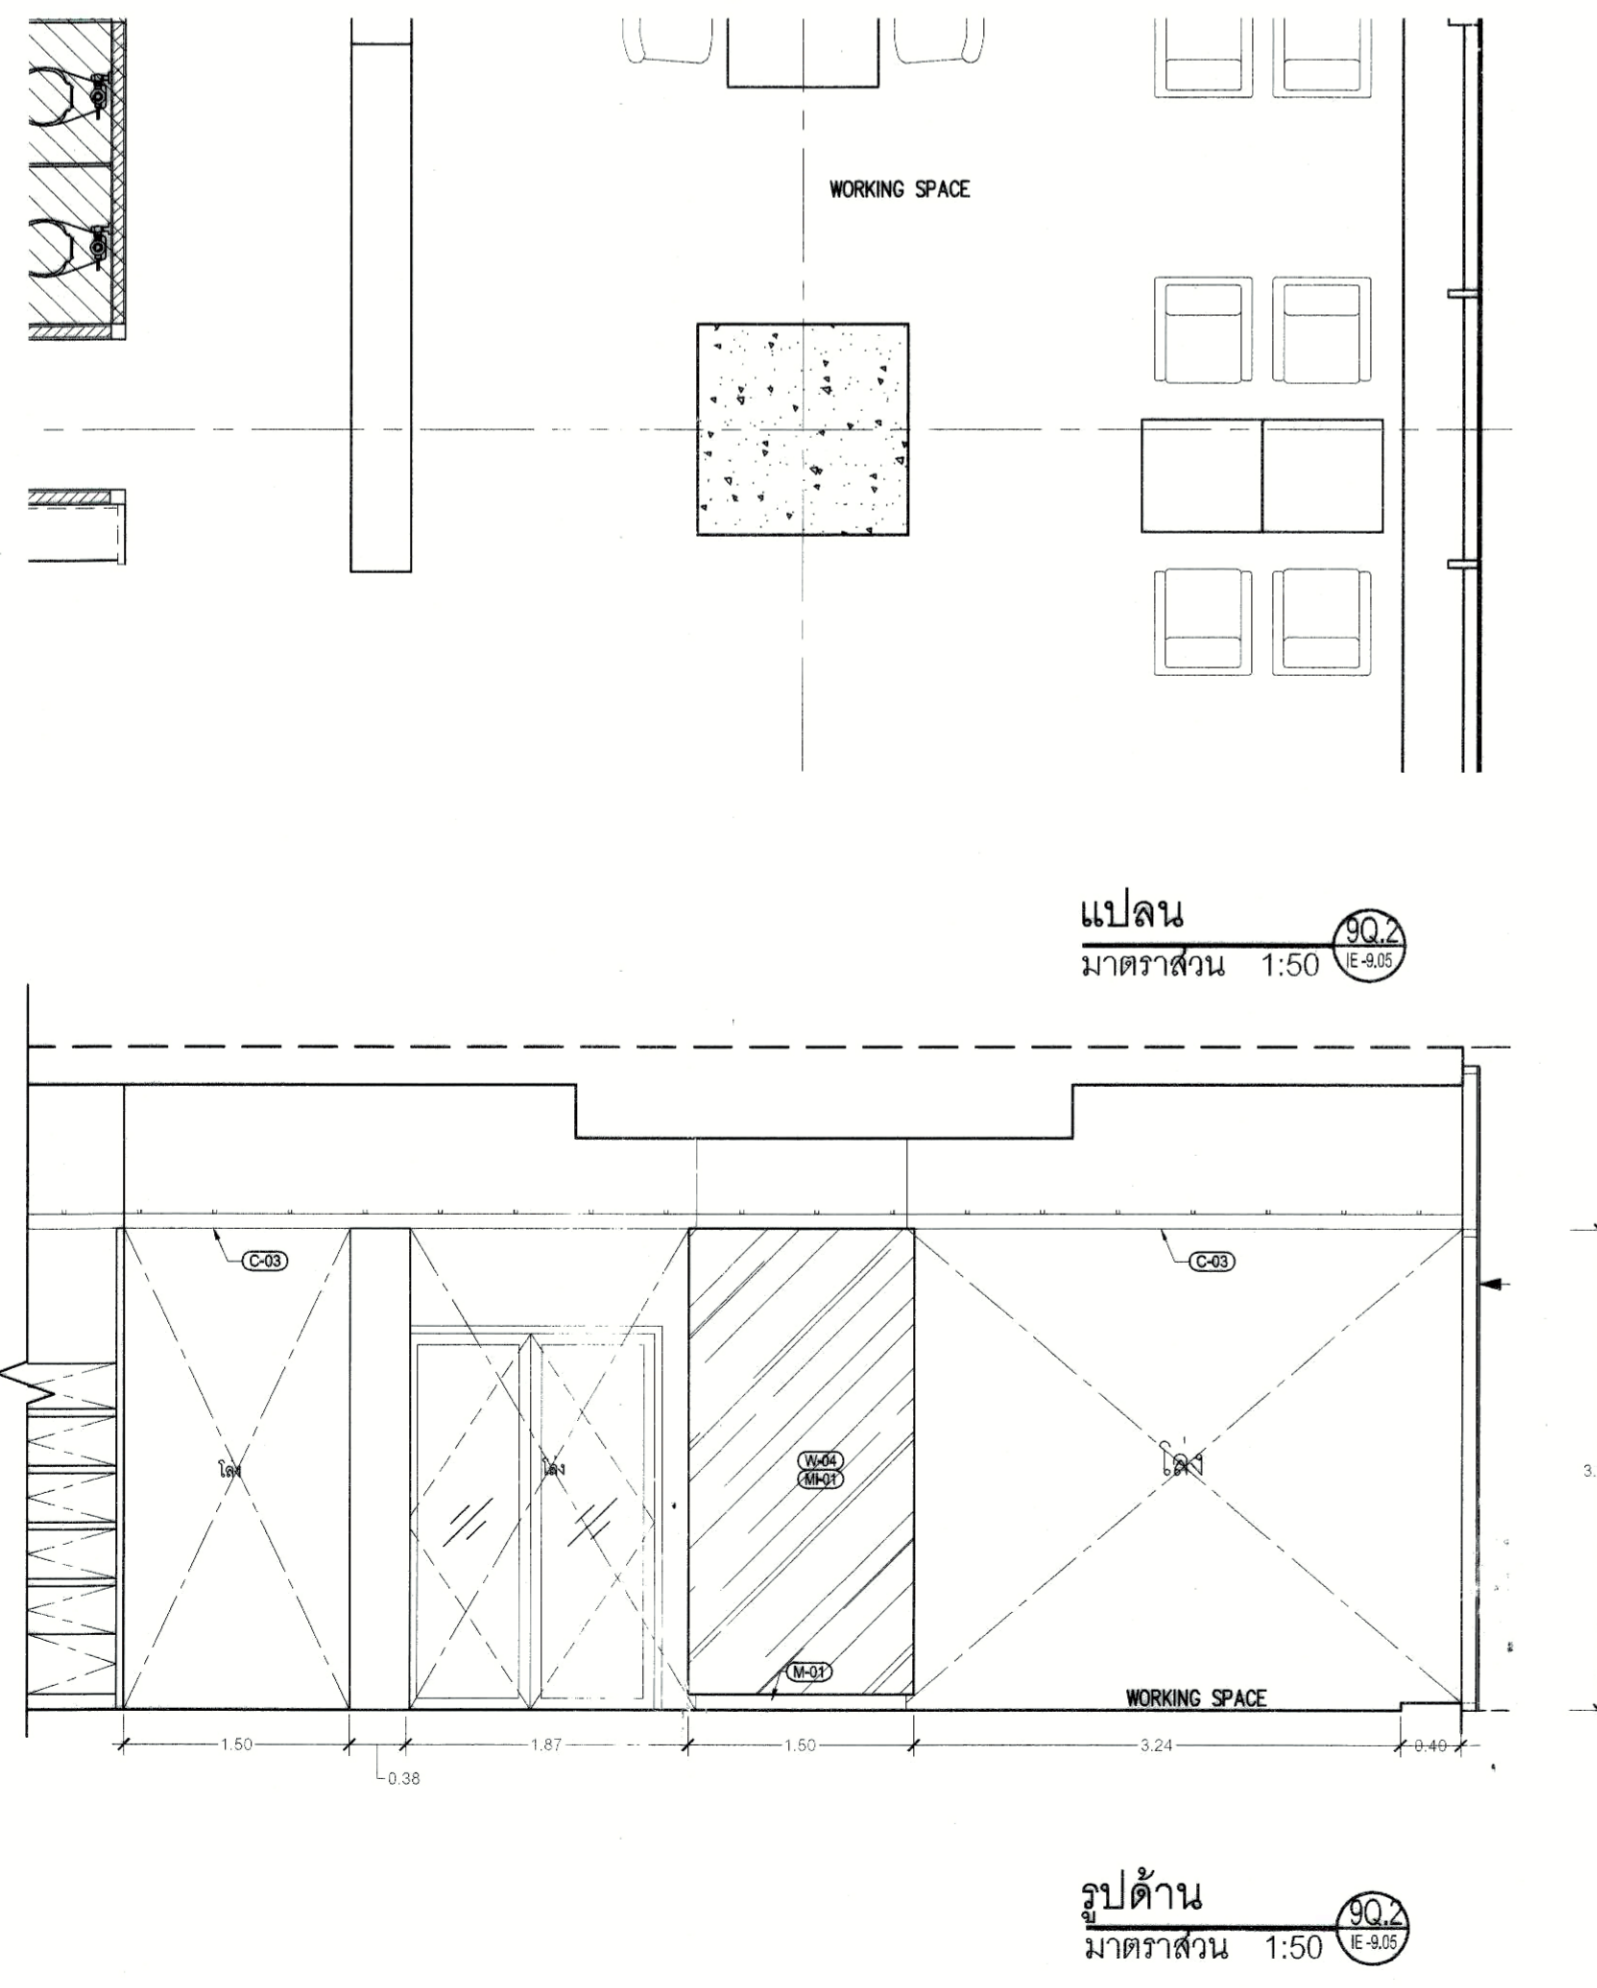 WORKING SPACE
แปลน
มาตราส่วน 1:50
9Q.2
IE-9.05
C-03
C-03
โล่ง
โล่ง
W-04
MI-01
โล่ง
3.
M-01
WORKING SPACE
1.50
1.87
1.50
3.24
0.40
0.38
รูปด้าน
มาตราส่วน 1:50
9Q.2
IE-9.05